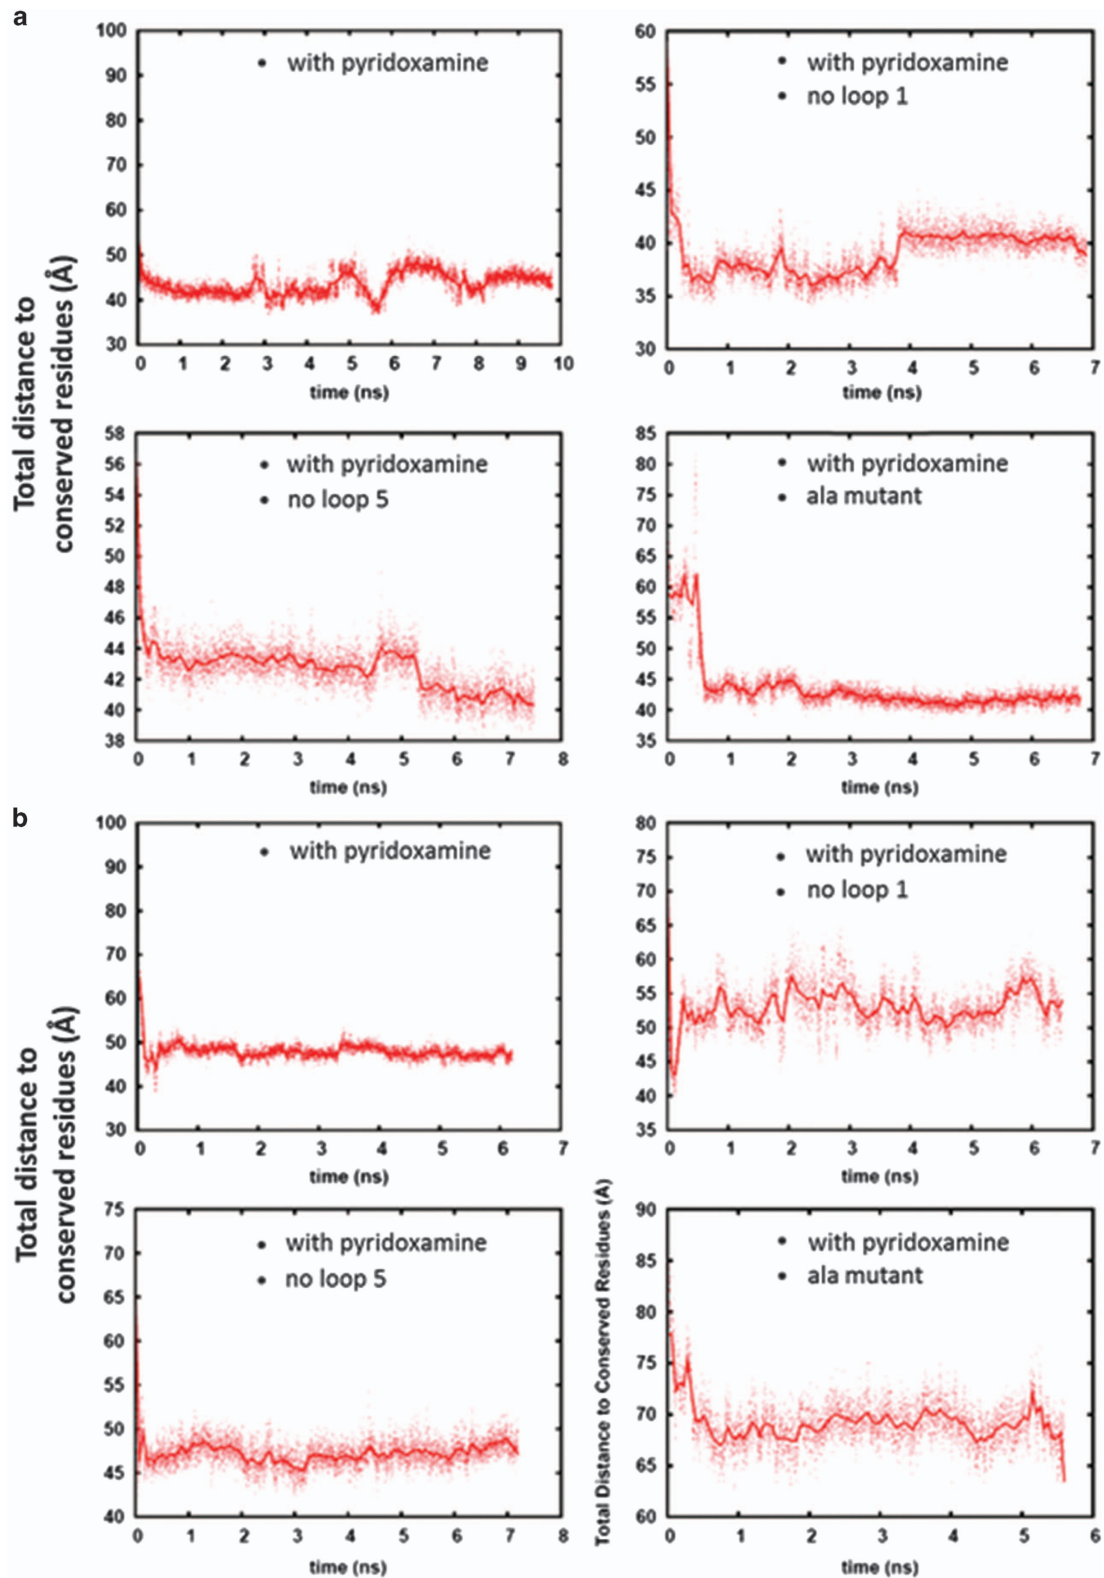 a
Total distance to
conserved residues (Å)
100
90
80
70
60
50
40
30
with pyridoxamine
0 1 2 3 4 5 6 7 8 9 10
time (ns)
60
55
50
45
40
35
30
with pyridoxamine
no loop 1
0 1 2 3 4 5 6 7
time (ns)
58
56
54
52
50
48
46
44
42
40
38
with pyridoxamine
no loop 5
0 1 2 3 4 5 6 7 8
time (ns)
85
80
75
70
65
60
55
50
45
40
35
with pyridoxamine
ala mutant
0 1 2 3 4 5 6 7
time (ns)
b
Total distance to
conserved residues (Å)
100
90
80
70
60
50
40
30
with pyridoxamine
0 1 2 3 4 5 6 7
time (ns)
80
75
70
65
60
55
50
45
40
35
with pyridoxamine
no loop 1
0 1 2 3 4 5 6 7
time (ns)
75
70
65
60
55
50
45
40
with pyridoxamine
no loop 5
0 1 2 3 4 5 6 7 8
time (ns)
Total Distance to Conserved Residues (Å)
90
85
80
75
70
65
60
with pyridoxamine
ala mutant
0 1 2 3 4 5 6
time (ns)